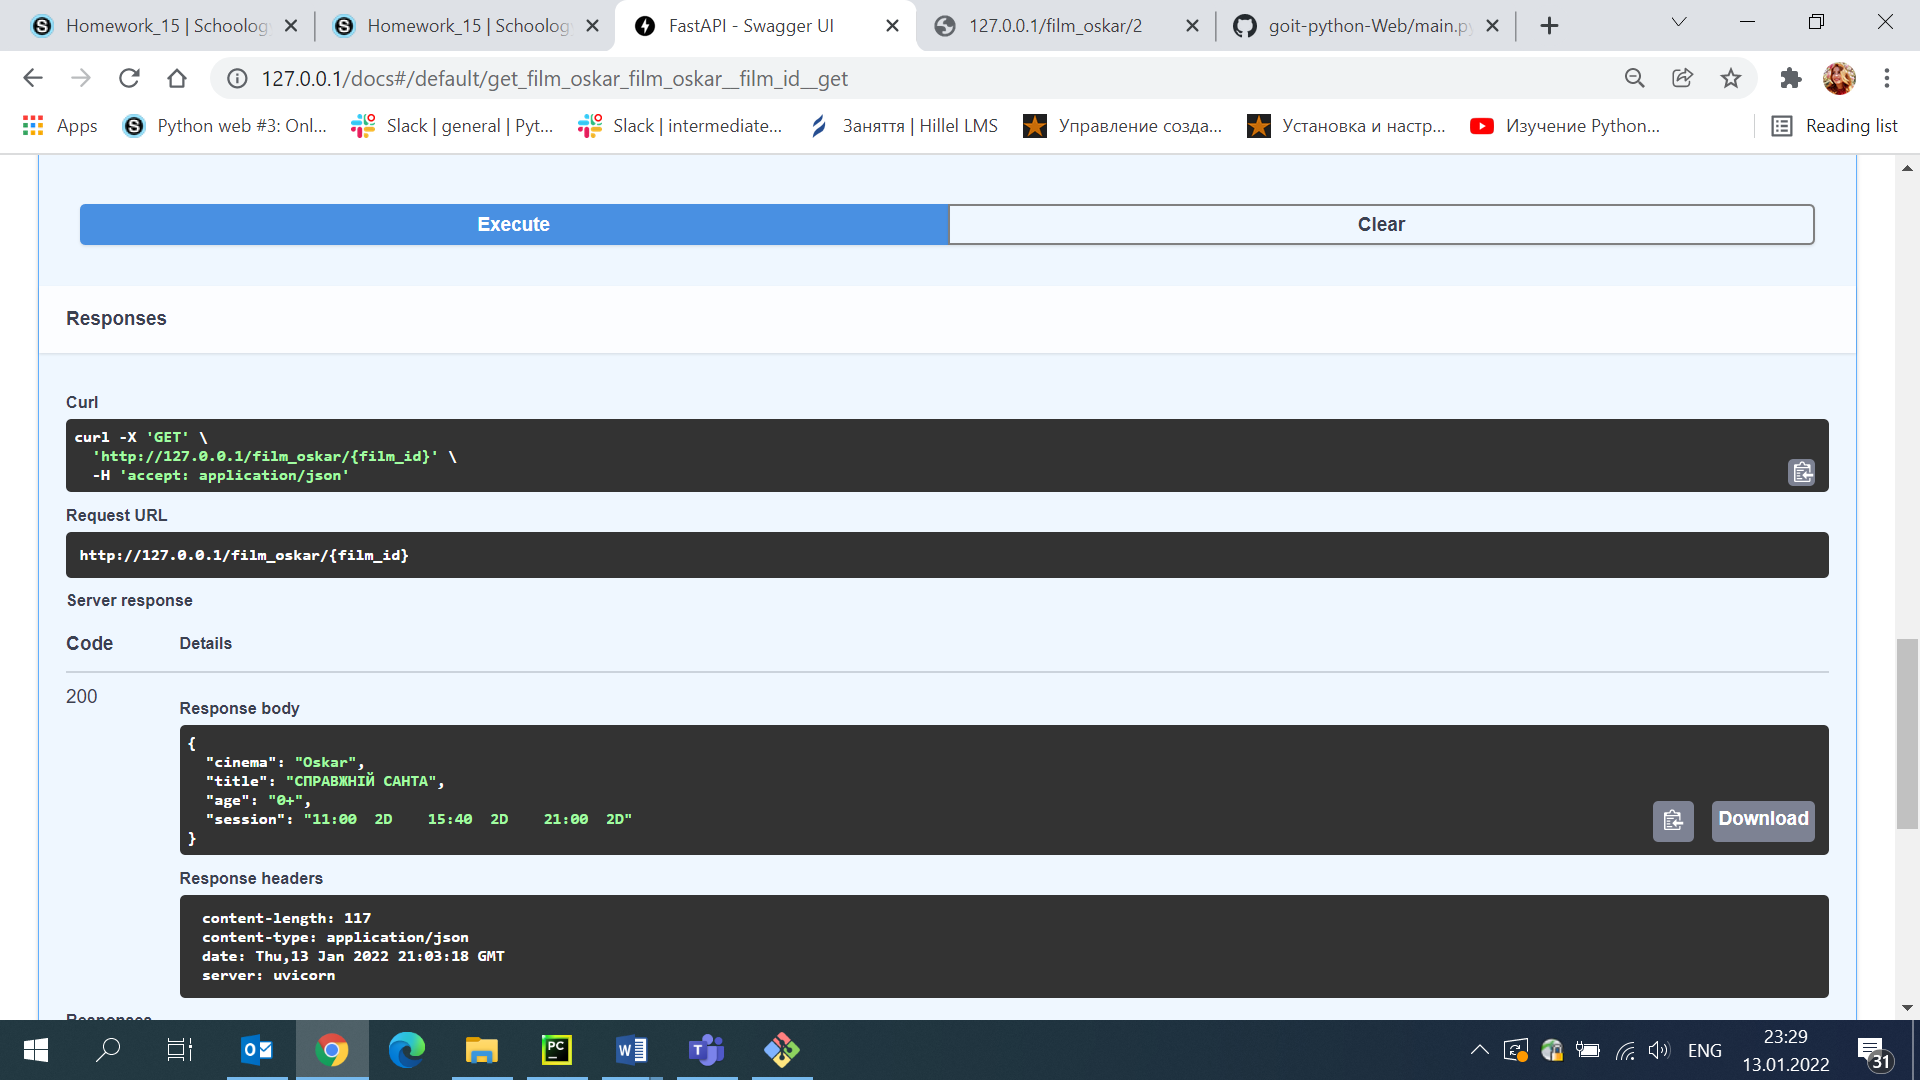 Homework_15 | Schoology
Homework_15 | Schoology
FastAPI - Swagger UI
127.0.0.1/film_oskar/2
goit-python-Web/main.py
127.0.0.1/docs#/default/get_film_oskar_film_oskar__film_id__get
Apps
Python web #3: Onl...
Slack | general | Pyt...
Slack | intermediate...
Заняття | Hillel LMS
Управление созда...
Установка и настр...
Изучение Python...
Reading list
Execute
Clear
Responses
Curl
curl -X 'GET' \
'http://127.0.0.1/film_oskar/{film_id}' \
-H 'accept: application/json'
Request URL
http://127.0.0.1/film_oskar/{film_id}
Server response
Code
Details
200
Response body
{
"cinema": "Oskar",
"title": "СПРАВЖНІЙ САНТА",
"age": "0+",
"session": "11:00  2D    15:40  2D    21:00  2D"
}
Download
Response headers
content-length: 117
content-type: application/json
date: Thu,13 Jan 2022 21:03:18 GMT
server: uvicorn
Responses
ENG
23:29
13.01.2022
31